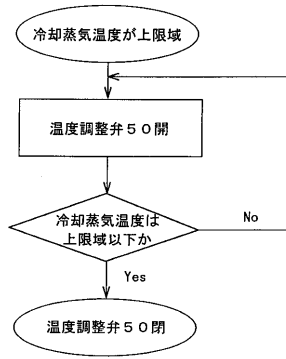 冷却蒸気温度が上限域
温度調整弁50開
冷却蒸気温度は
上限域以下か
No
Yes
温度調整弁50閉